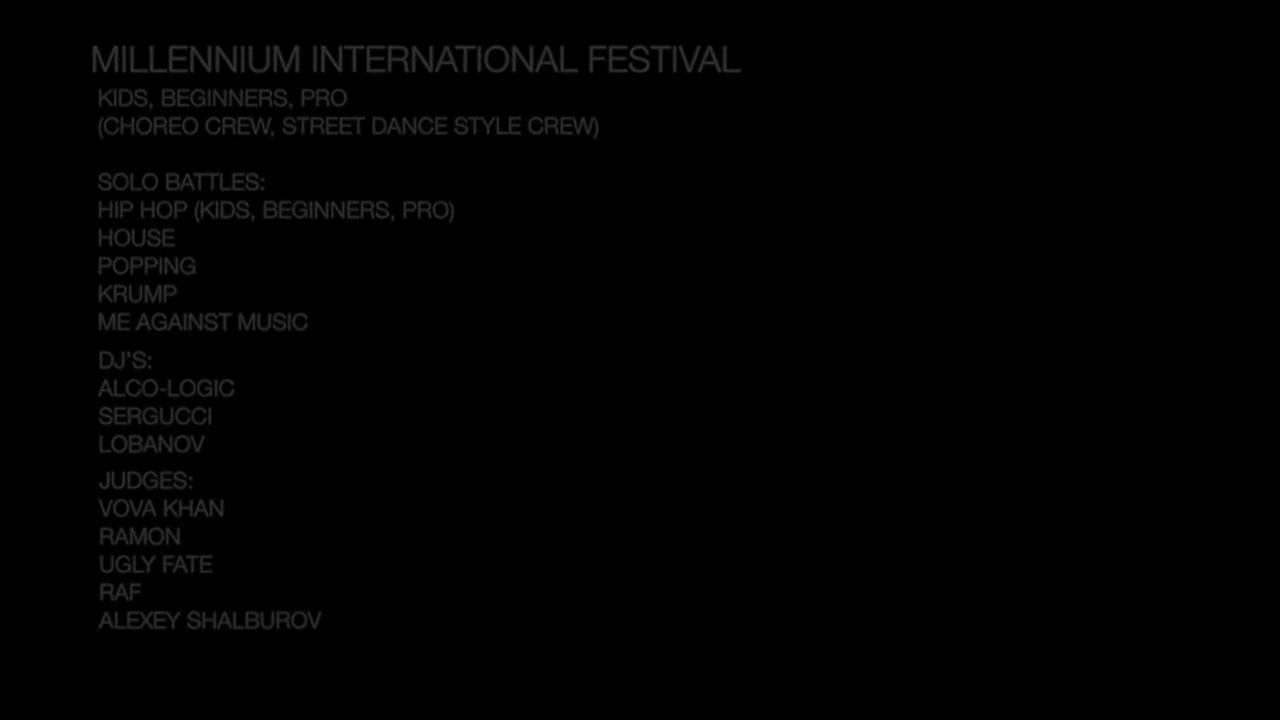 MILLENNIUM INTERNATIONAL FESTIVAL
KIDS, BEGINNERS, PRO
(CHOREO CREW, STREET DANCE STYLE CREW)
SOLO BATTLES:
HIP HOP (KIDS, BEGINNERS, PRO)
HOUSE
POPPING
KRUMP
ME AGAINST MUSIC
DJ'S:
ALCO-LOGIC
SERGUCCI
LOBANOV
JUDGES:
VOVA KHAN
RAMON
UGLY FATE
RAF
ALEXEY SHALBUROV